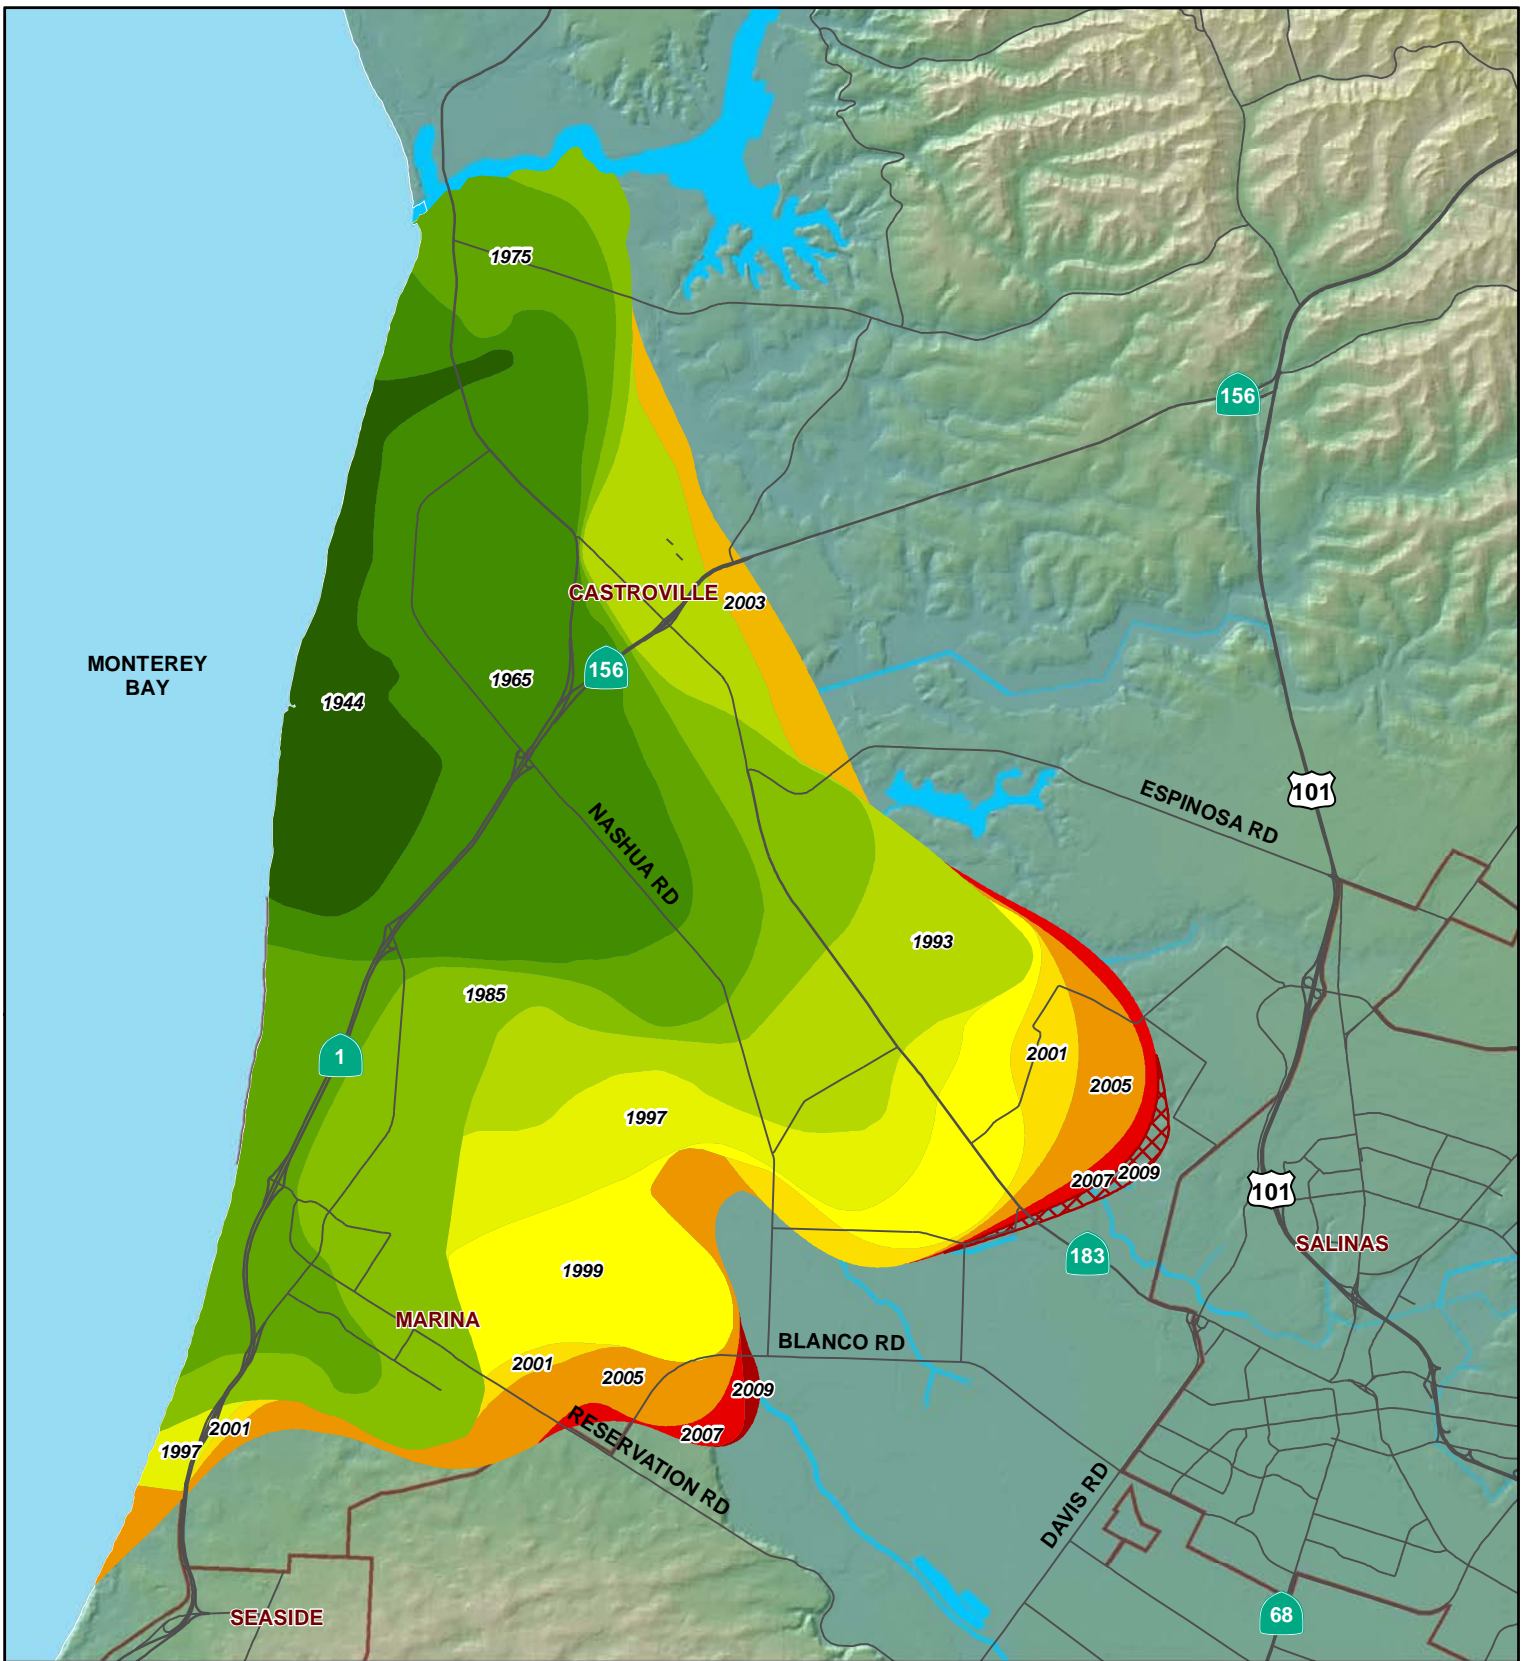 1975
156
CASTROVILLE
2003
MONTEREY
BAY
156
1965
1944
101
ESPINOSA RD
NASHUA RD
1993
1985
1
2001
2005
1997
2007
2009
101
SALINAS
183
1999
MARINA
BLANCO RD
2001
2005
2009
2001
1997
RESERVATION RD
2007
DAVIS RD
SEASIDE
68